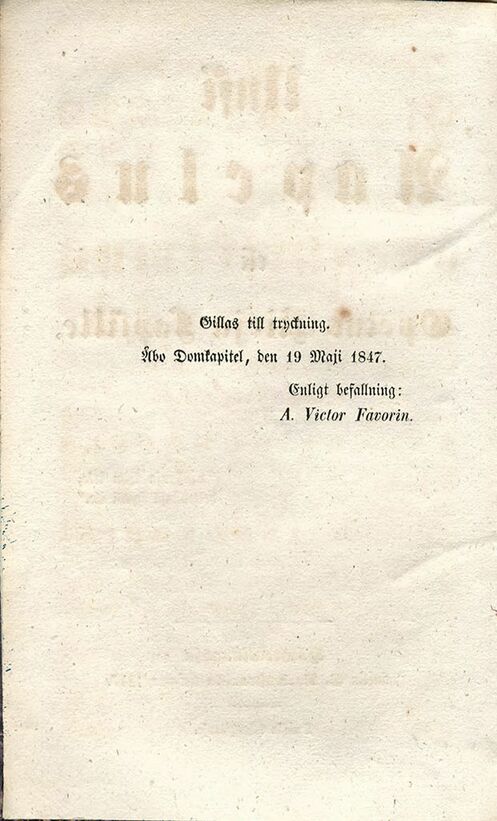 Gillas till tryckning.
Åbo Domkapitel, den 19 Maji 1847.
Enligt befallning:
A. Victor Favorin.